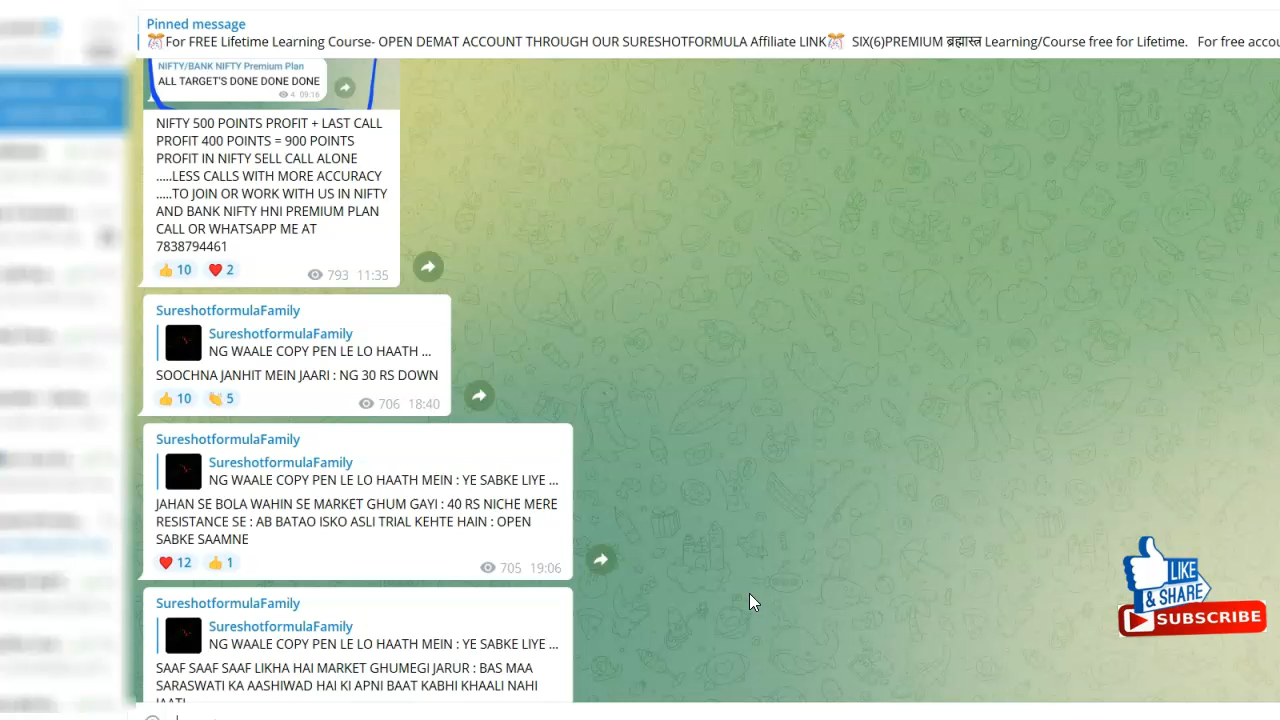 Pinned message
🎊For FREE Lifetime Learning Course- OPEN DEMAT ACCOUNT THROUGH OUR SURESHOTFORMULA Affiliate LINK🎊 SIX(6)PREMIUM ब्रह्मास्त्र Learning/Course free for Lifetime. For free accou
NIFTY/BANK NIFTY Premium Plan
ALL TARGET'S DONE DONE DONE
4 09:16
NIFTY 500 POINTS PROFIT + LAST CALL
PROFIT 400 POINTS = 900 POINTS
PROFIT IN NIFTY SELL CALL ALONE
.....LESS CALLS WITH MORE ACCURACY
.....TO JOIN OR WORK WITH US IN NIFTY
AND BANK NIFTY HNI PREMIUM PLAN
CALL OR WHATSAPP ME AT
7838794461
👍 10 ❤️ 2 793 11:35
SureshotformulaFamily
SureshotformulaFamily
NG WAALE COPY PEN LE LO HAATH ...
SOOCHNA JANHIT MEIN JAARI : NG 30 RS DOWN
👍 10 👏 5 706 18:40
SureshotformulaFamily
SureshotformulaFamily
NG WAALE COPY PEN LE LO HAATH MEIN : YE SABKE LIYE ...
JAHAN SE BOLA WAHIN SE MARKET GHUM GAYI : 40 RS NICHE MERE
RESISTANCE SE : AB BATAO ISKO ASLI TRIAL KEHTE HAIN : OPEN
SABKE SAAMNE
❤️ 12 👍 1 705 19:06
SureshotformulaFamily
SureshotformulaFamily
NG WAALE COPY PEN LE LO HAATH MEIN : YE SABKE LIYE ...
SAAF SAAF SAAF LIKHA HAI MARKET GHUMEGI JARUR : BAS MAA
SARASWATI KA AASHIWAD HAI KI APNI BAAT KABHI KHAALI NAHI
LIKE
& SHARE
SUBSCRIBE